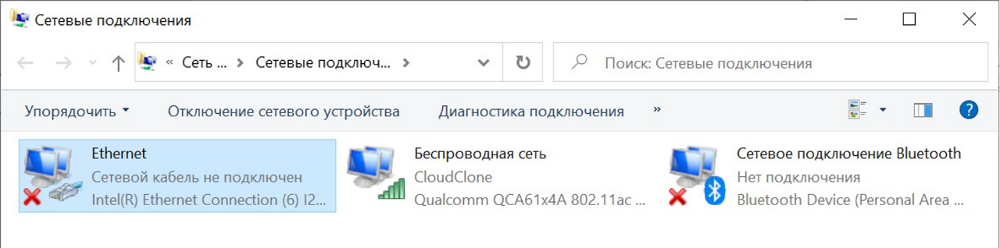 Сетевые подключения
« Сеть ... > Сетевые подключ... >
Поиск: Сетевые подключения
Упорядочить Отключение сетевого устройства Диагностика подключения »
Ethernet
Сетевой кабель не подключен
Intel(R) Ethernet Connection (6) I2...
Беспроводная сеть
CloudClone
Qualcomm QCA61x4A 802.11ac ...
Сетевое подключение Bluetooth
Нет подключения
Bluetooth Device (Personal Area ...